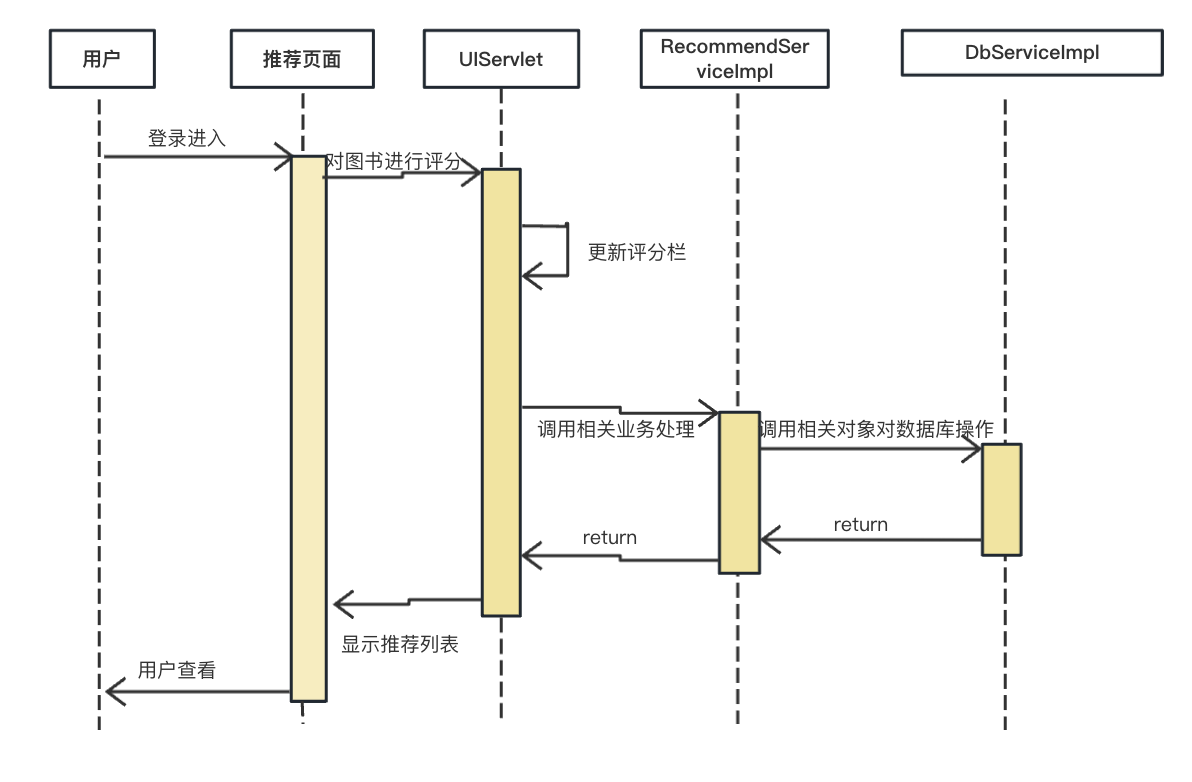 用户
推荐页面
UIServlet
RecommendSer
viceImpl
DbServiceImpl
登录进入
对图书进行评分
更新评分栏
调用相关业务处理
调用相关对象对数据库操作
return
return
显示推荐列表
用户查看